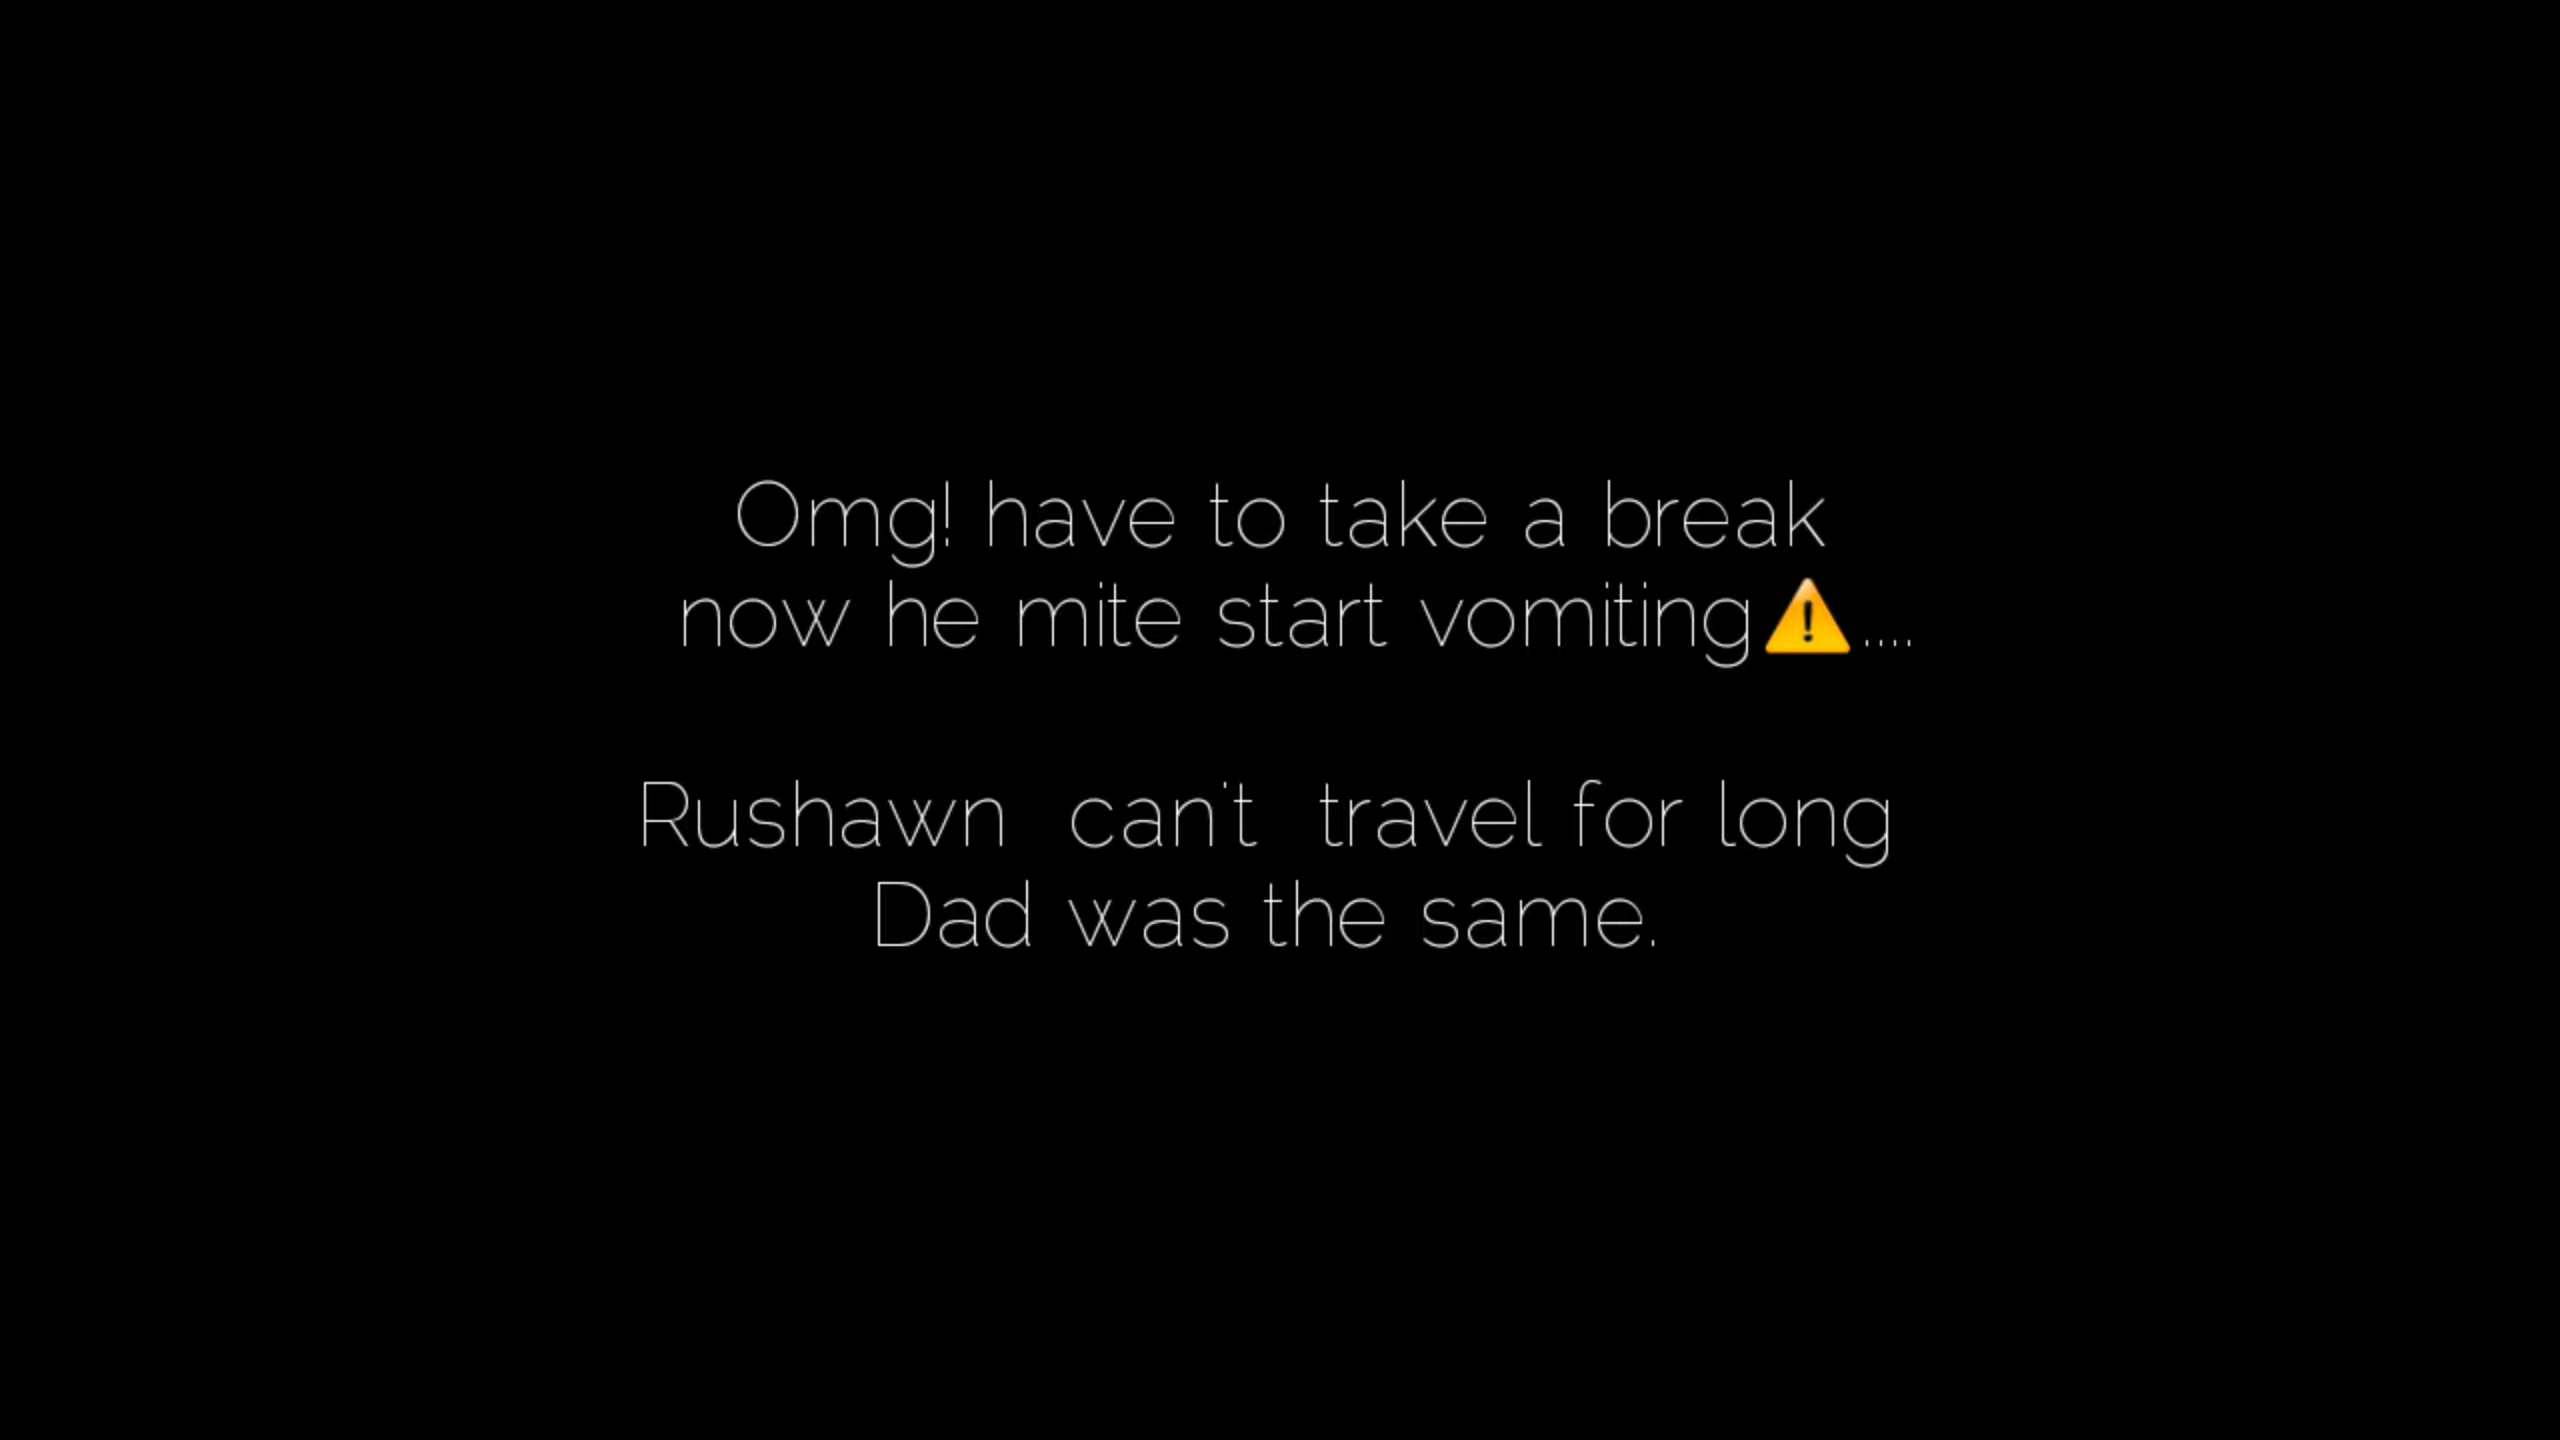 Omg! have to take a break
now he mite start vomiting⚠️....
Rushawn can't travel for long
Dad was the same.